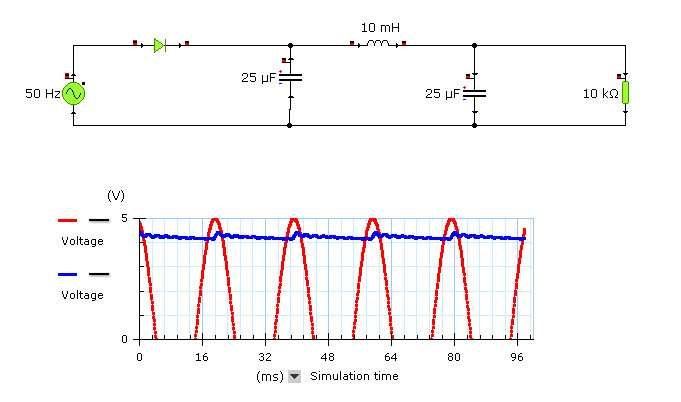 10 mH
50 Hz
25 µF
25 µF
10 kΩ
(V)
5
0
Voltage
Voltage
0 16 32 48 64 80 96
(ms) Simulation time